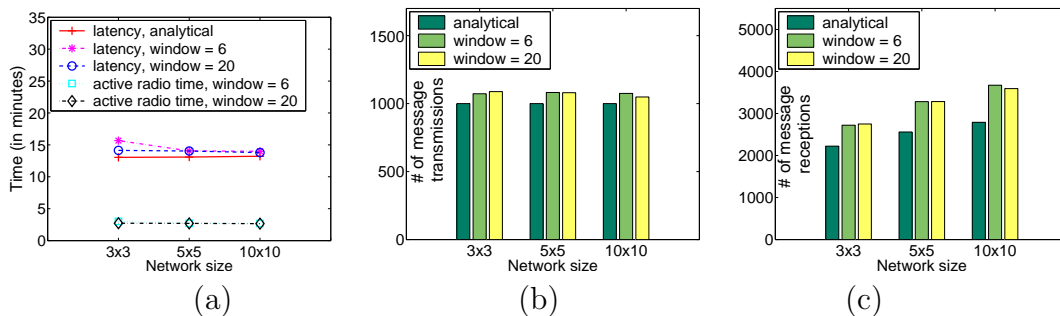 35
30
25
20
15
10
5
0
Time (in minutes)
latency, analytical
latency, window = 6
latency, window = 20
active radio time, window = 6
active radio time, window = 20
3x3 5x5 10x10
Network size
(a)
1500
1000
500
0
# of message
transmissions
analytical
window = 6
window = 20
3x3 5x5 10x10
Network size
(b)
5000
4000
3000
2000
1000
0
# of message
receptions
analytical
window = 6
window = 20
3x3 5x5 10x10
Network size
(c)